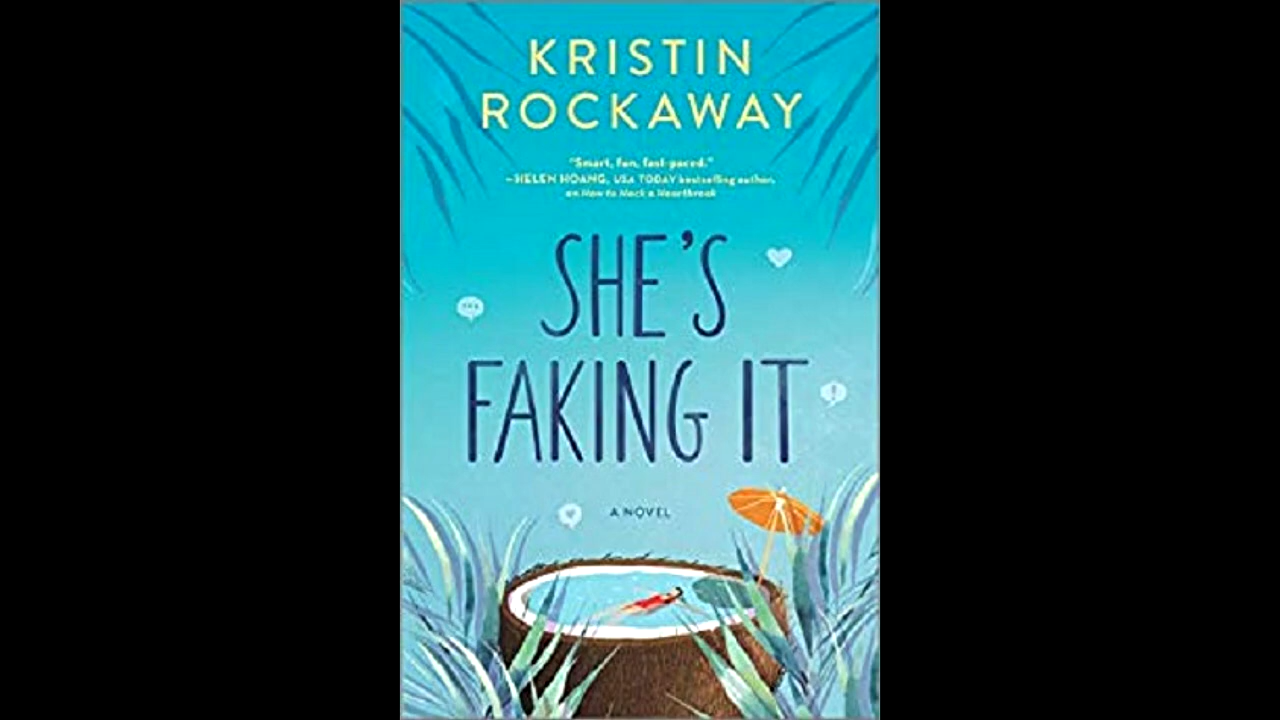 KRISTIN
ROCKAWAY
"Smart, fun, fast-paced."
—HELEN HOANG, USA TODAY bestselling author,
on How to Hack a Heartbreak
SHE'S
FAKING IT
A NOVEL